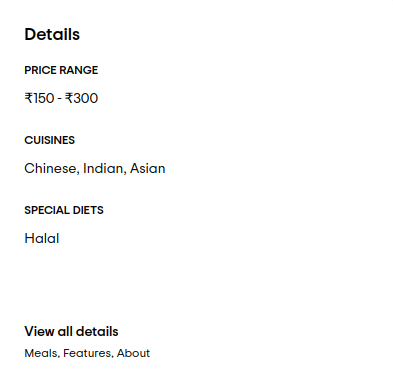 Details
PRICE RANGE
₹150 - ₹300
CUISINES
Chinese, Indian, Asian
SPECIAL DIETS
Halal
View all details
Meals, Features, About